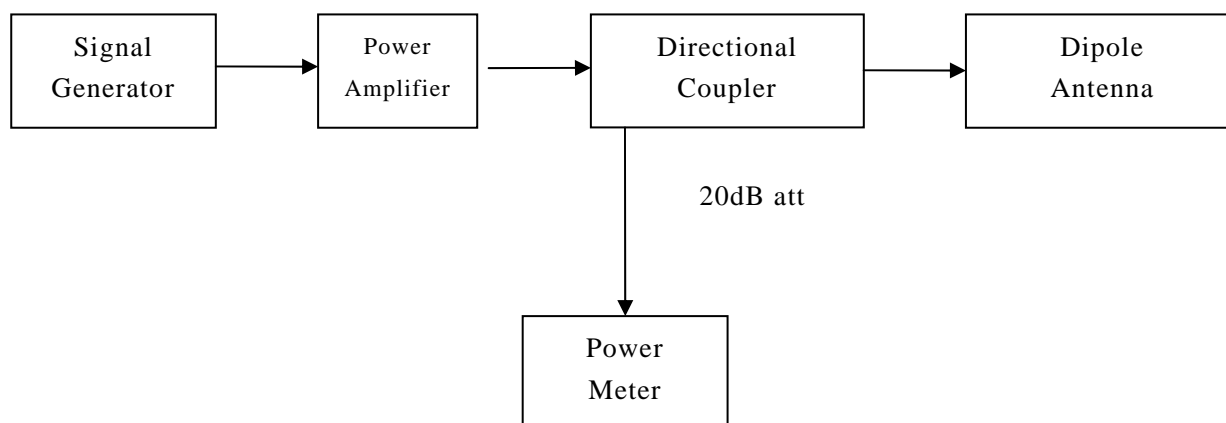 Signal
Generator
Power
Amplifier
Directional
Coupler
Dipole
Antenna
20dB att
Power
Meter